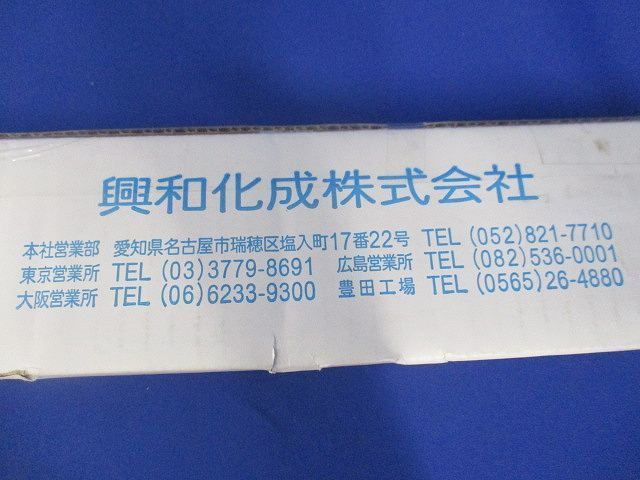 興和化成株式会社
本社営業部 愛知県名古屋市瑞穂区塩入町17番22号 TEL (052)821-7710
東京営業所 TEL (03)3779-8691 広島営業所 TEL (082)536-0001
大阪営業所 TEL (06)6233-9300 豊田工場 TEL (0565)26-4880